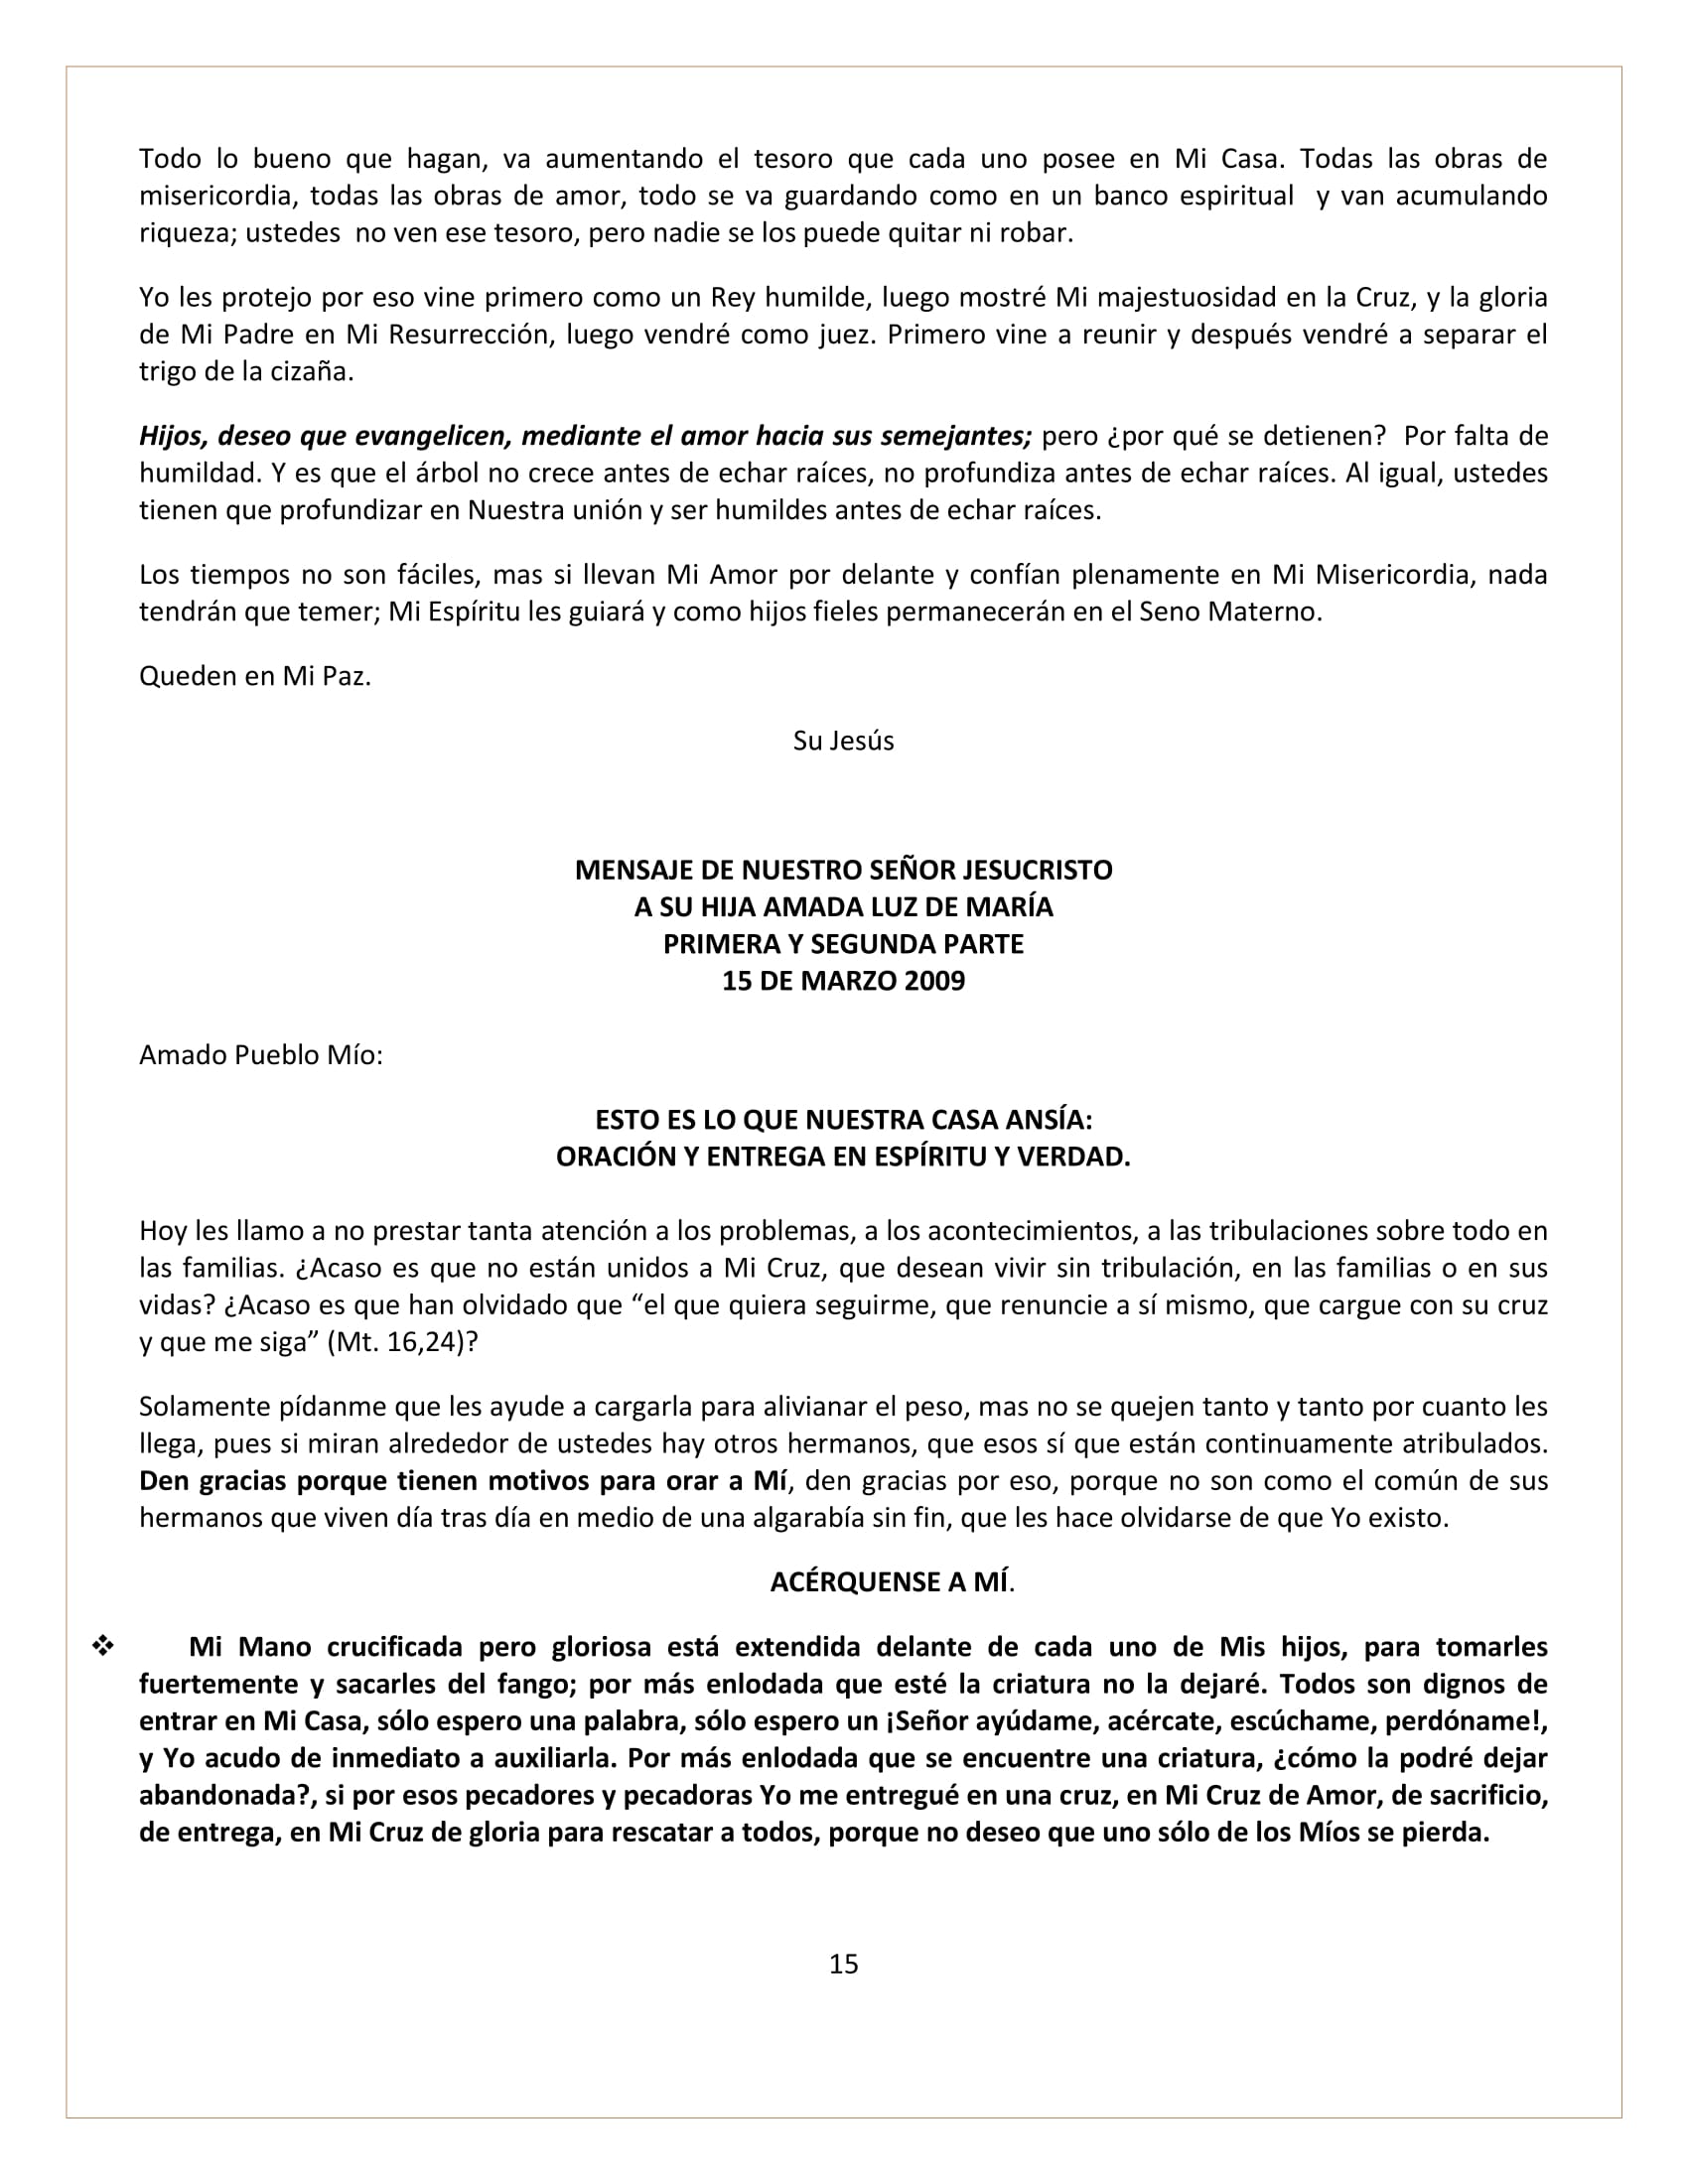 Todo lo bueno que hagan, va aumentando el tesoro que cada uno posee en Mi Casa. Todas las obras de
misericordia, todas las obras de amor, todo se va guardando como en un banco espiritual y van acumulando
riqueza; ustedes no ven ese tesoro, pero nadie se los puede quitar ni robar.
Yo les protejo por eso vine primero como un Rey humilde, luego mostré Mi majestuosidad en la Cruz, y la gloria
de Mi Padre en Mi Resurrección, luego vendré como juez. Primero vine a reunir y después vendré a separar el
trigo de la cizaña.
Hijos, deseo que evangelicen, mediante el amor hacia sus semejantes; pero ¿por qué se detienen? Por falta de
humildad. Y es que el árbol no crece antes de echar raíces, no profundiza antes de echar raíces. Al igual, ustedes
tienen que profundizar en Nuestra unión y ser humildes antes de echar raíces.
Los tiempos no son fáciles, mas si llevan Mi Amor por delante y confían plenamente en Mi Misericordia, nada
tendrán que temer; Mi Espíritu les guiará y como hijos fieles permanecerán en el Seno Materno.
Queden en Mi Paz.
Su Jesús
MENSAJE DE NUESTRO SEÑOR JESUCRISTO
A SU HIJA AMADA LUZ DE MARÍA
PRIMERA Y SEGUNDA PARTE
15 DE MARZO 2009
Amado Pueblo Mío:
ESTO ES LO QUE NUESTRA CASA ANSÍA:
ORACIÓN Y ENTREGA EN ESPÍRITU Y VERDAD.
Hoy les llamo a no prestar tanta atención a los problemas, a los acontecimientos, a las tribulaciones sobre todo en
las familias. ¿Acaso es que no están unidos a Mi Cruz, que desean vivir sin tribulación, en las familias o en sus
vidas? ¿Acaso es que han olvidado que “el que quiera seguirme, que renuncie a sí mismo, que cargue con su cruz
y que me siga” (Mt. 16,24)?
Solamente pídanme que les ayude a cargarla para alivianar el peso, mas no se quejen tanto y tanto por cuanto les
llega, pues si miran alrededor de ustedes hay otros hermanos, que esos sí que están continuamente atribulados.
Den gracias porque tienen motivos para orar a Mí, den gracias por eso, porque no son como el común de sus
hermanos que viven día tras día en medio de una algarabía sin fin, que les hace olvidarse de que Yo existo.
ACÉRQUENSE A MÍ.
❖ Mi Mano crucificada pero gloriosa está extendida delante de cada uno de Mis hijos, para tomarles
fuertemente y sacarles del fango; por más enlodada que esté la criatura no la dejaré. Todos son dignos de
entrar en Mi Casa, sólo espero una palabra, sólo espero un ¡Señor ayúdame, acércate, escúchame, perdóname!,
y Yo acudo de inmediato a auxiliarla. Por más enlodada que se encuentre una criatura, ¿cómo la podré dejar
abandonada?, si por esos pecadores y pecadoras Yo me entregué en una cruz, en Mi Cruz de Amor, de sacrificio,
de entrega, en Mi Cruz de gloria para rescatar a todos, porque no deseo que uno sólo de los Míos se pierda.
15